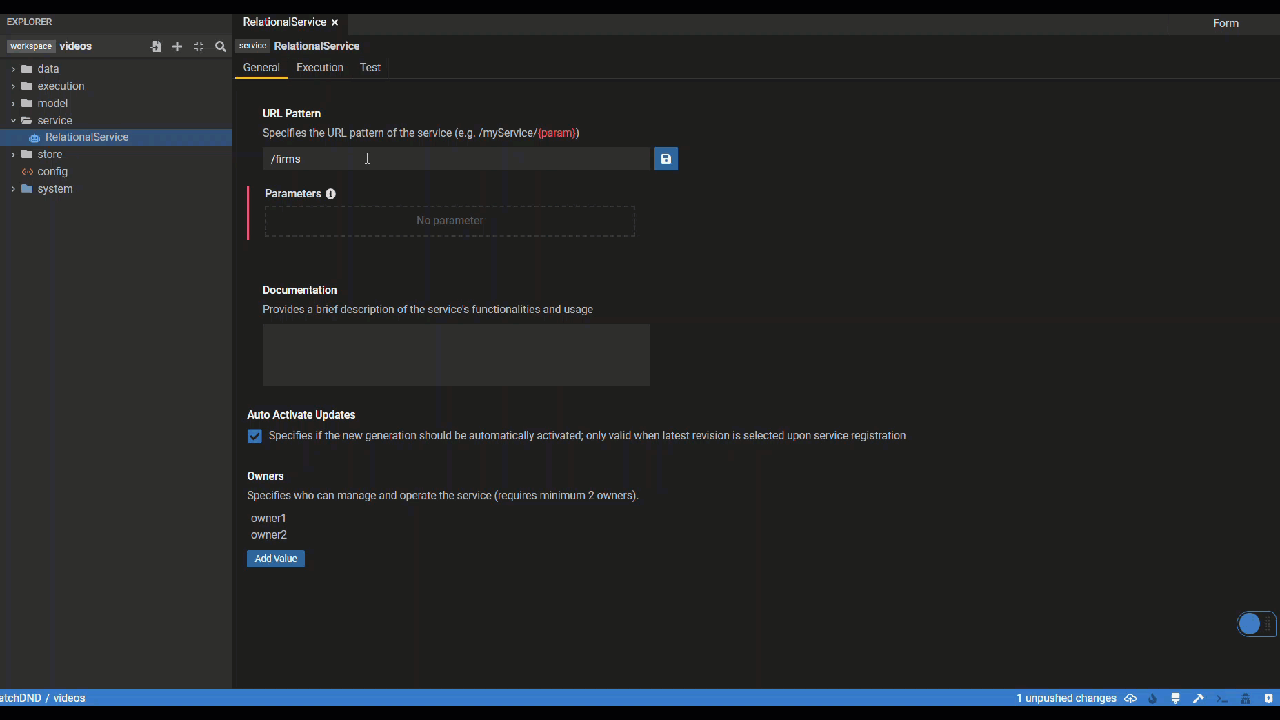 EXPLORER
RelationalService ×
Form
workspace videos
service RelationalService
General Execution Test
data
execution
model
service
RelationalService
store
config
system
URL Pattern
Specifies the URL pattern of the service (e.g. /myService/{param})
/firms
Parameters
No parameter
Documentation
Provides a brief description of the service's functionalities and usage
Auto Activate Updates
Specifies if the new generation should be automatically activated; only valid when latest revision is selected upon service registration
Owners
Specifies who can manage and operate the service (requires minimum 2 owners).
owner1
owner2
Add Value
atchDND / videos
1 unpushed changes